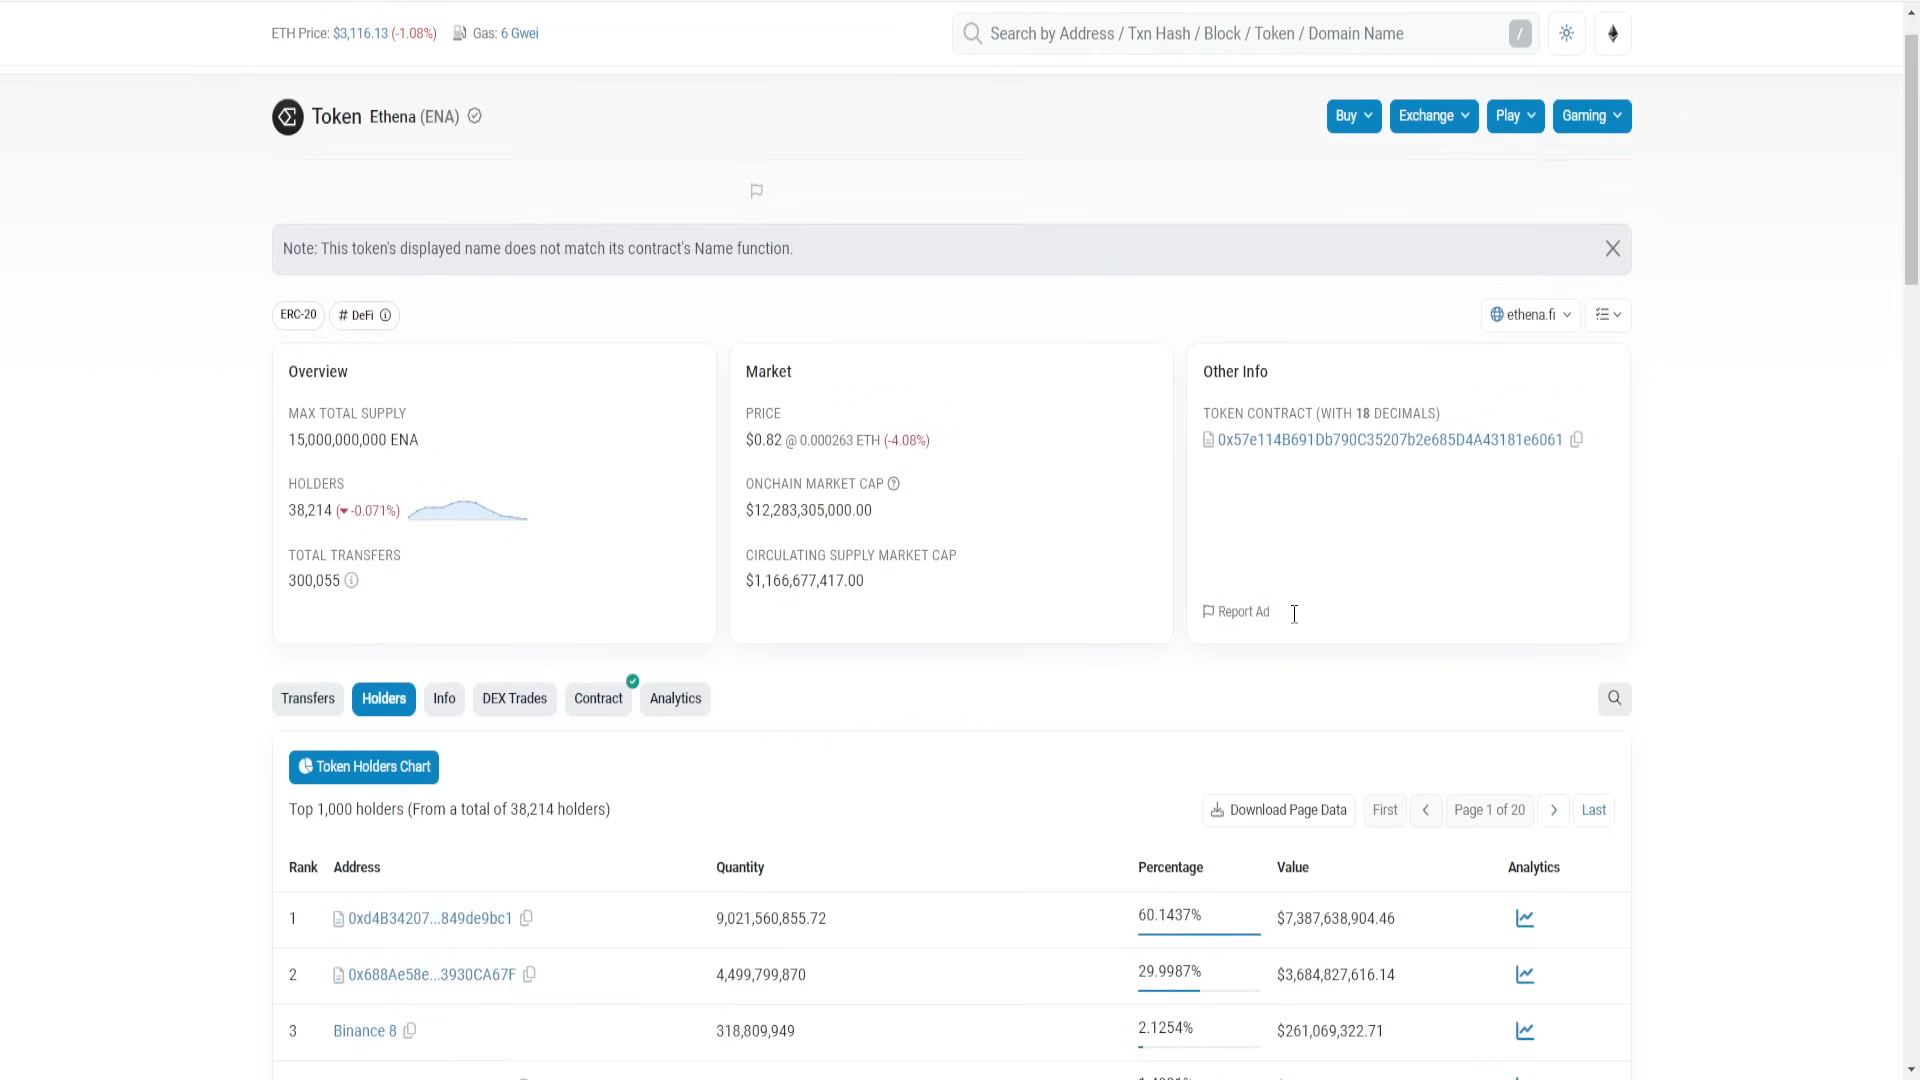 ETH Price: $3,116.13 (-1.08%) Gas: 6 Gwei
Search by Address / Txn Hash / Block / Token / Domain Name /
Token Ethena (ENA)
Buy Exchange Play Gaming
Note: This token's displayed name does not match its contract's Name function.
ERC-20 # DeFi
ethena.fi
Overview
MAX TOTAL SUPPLY
15,000,000,000 ENA
HOLDERS
38,214 (-0.071%)
TOTAL TRANSFERS
300,055
Market
PRICE
$0.82 @ 0.000263 ETH (-4.08%)
ONCHAIN MARKET CAP
$12,283,305,000.00
CIRCULATING SUPPLY MARKET CAP
$1,166,677,417.00
Other Info
TOKEN CONTRACT (WITH 18 DECIMALS)
0x57e114B691Db790C35207b2e685D4A43181e6061
Report Ad
Transfers Holders Info DEX Trades Contract Analytics
Token Holders Chart
Top 1,000 holders (From a total of 38,214 holders)
Download Page Data First Page 1 of 20 Last
Rank Address Quantity Percentage Value Analytics
1 0xd4B34207...849de9bc1 9,021,560,855.72 60.1437% $7,387,638,904.46
2 0x688Ae58e...3930CA67F 4,499,799,870 29.9987% $3,684,827,616.14
3 Binance 8 318,809,949 2.1254% $261,069,322.71